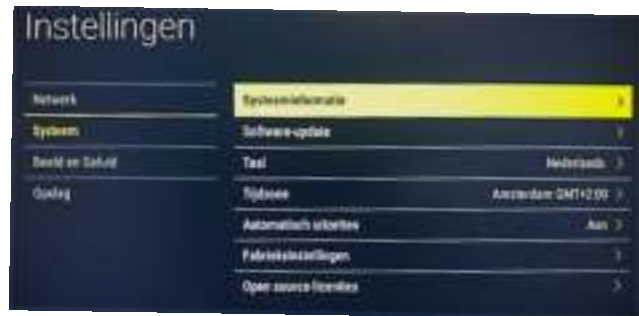 Instellingen
Netwerk
Systeem
Beeld en Geluid
Opslag
Systeeminformatie
Software-update
Taal Nederlands
Tijdzone Amsterdam GMT+2:00
Automatisch uitzetten Aan
Fabrieksinstellingen
Open source-licenties